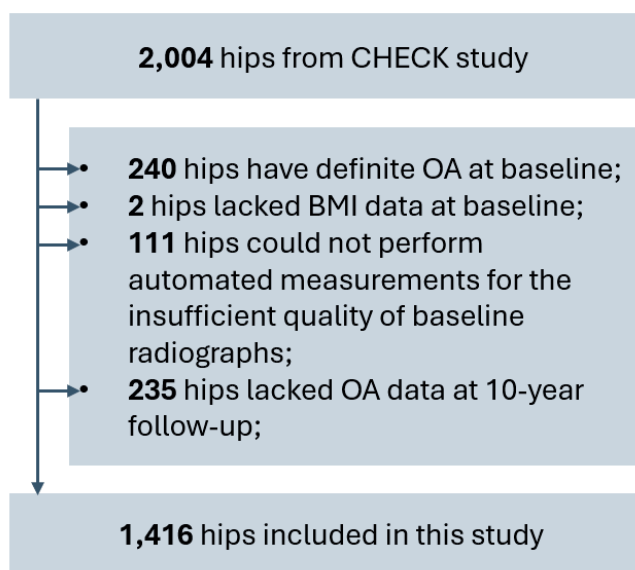 2,004 hips from CHECK study
• 240 hips have definite OA at baseline;
• 2 hips lacked BMI data at baseline;
• 111 hips could not perform
automated measurements for the
insufficient quality of baseline
radiographs;
• 235 hips lacked OA data at 10-year
follow-up;
1,416 hips included in this study